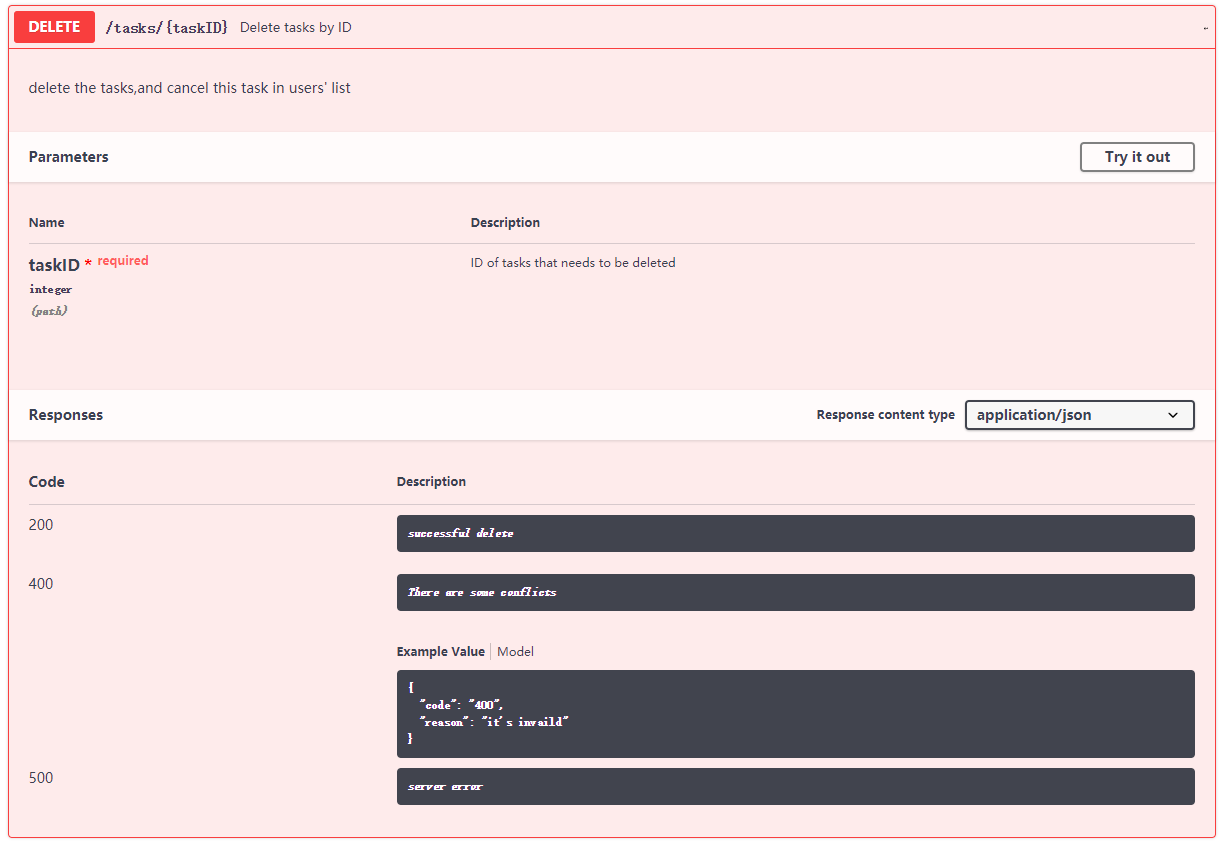 DELETE /tasks/{taskID} Delete tasks by ID
delete the tasks,and cancel this task in users' list
Parameters Try it out
Name Description
taskID * required ID of tasks that needs to be deleted
integer
(path)
Responses Response content type application/json
Code Description
200 successful delete
400 There are some conflicts
Example Value Model
{
"code": "400",
"reason": "it's invaild"
}
500 server error